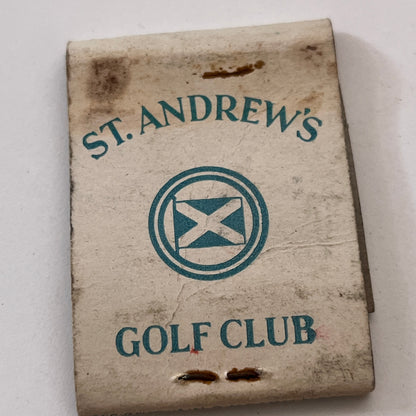 ST. ANDREW'S
GOLF CLUB